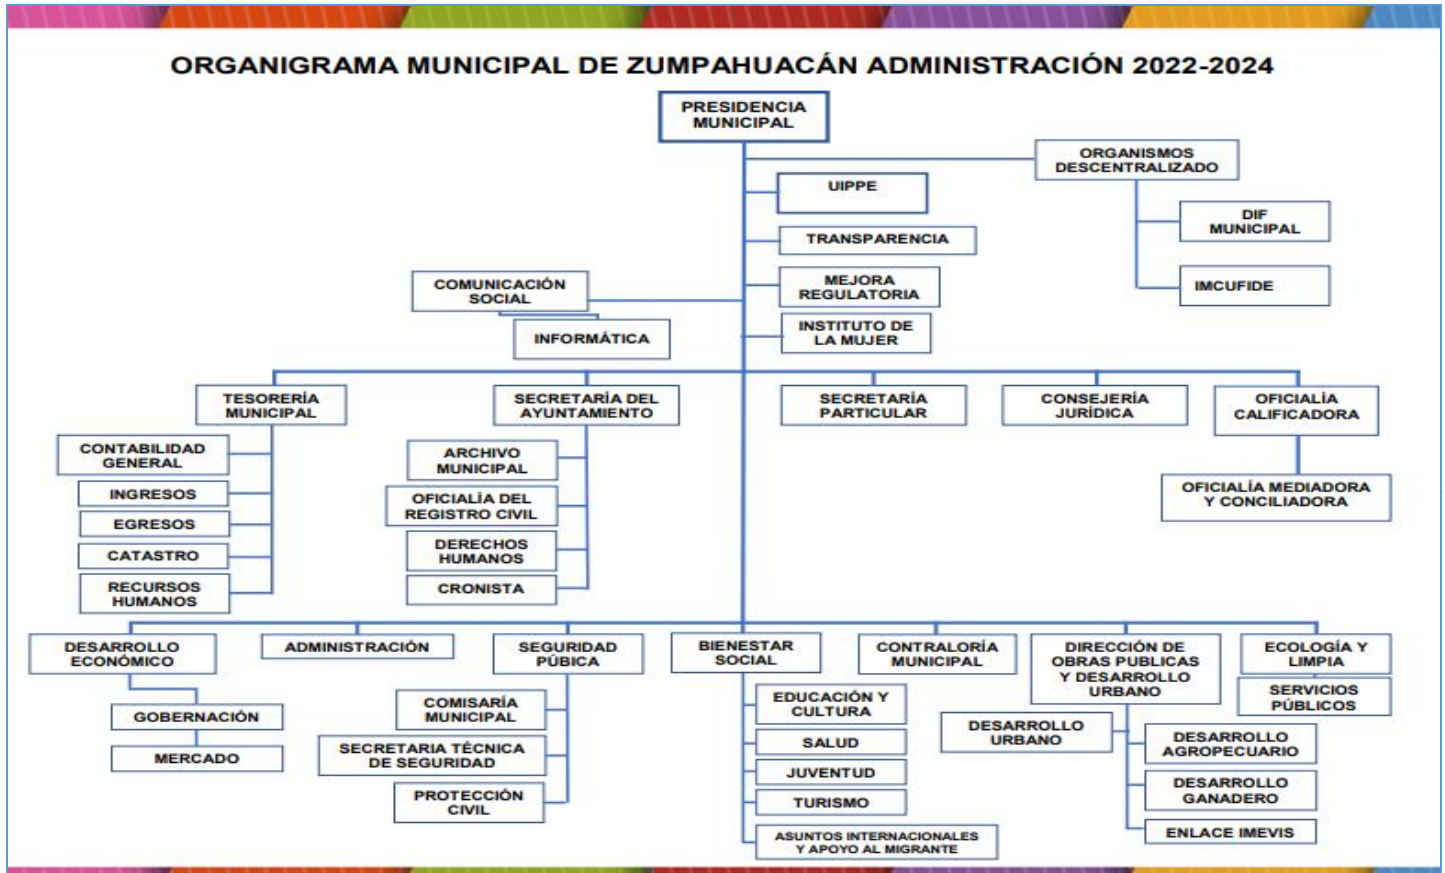 ORGANIGRAMA MUNICIPAL DE ZUMPAHUACÁN ADMINISTRACIÓN 2022-2024
PRESIDENCIA
MUNICIPAL
ORGANISMOS
DESCENTRALIZADO
UIPPE
DIF
MUNICIPAL
TRANSPARENCIA
COMUNICACIÓN
SOCIAL
MEJORA
REGULATORIA
IMCUFIDE
INFORMÁTICA
INSTITUTO DE
LA MUJER
TESORERÍA
MUNICIPAL
SECRETARÍA DEL
AYUNTAMIENTO
SECRETARÍA
PARTICULAR
CONSEJERÍA
JURÍDICA
OFICIALÍA
CALIFICADORA
CONTABILIDAD
GENERAL
INGRESOS
EGRESOS
CATASTRO
RECURSOS
HUMANOS
ARCHIVO
MUNICIPAL
OFICIALÌA DEL
REGISTRO CIVIL
DERECHOS
HUMANOS
CRONISTA
OFICIALÍA MEDIADORA
Y CONCILIADORA
DESARROLLO
ECONÓMICO
ADMINISTRACIÓN
SEGURIDAD
PÚBICA
BIENESTAR
SOCIAL
CONTRALORÍA
MUNICIPAL
DIRECCIÓN DE
OBRAS PUBLICAS
Y DESARROLLO
URBANO
ECOLOGÍA Y
LIMPIA
GOBERNACIÓN
MERCADO
COMISARÍA
MUNICIPAL
SECRETARIA TÉCNICA
DE SEGURIDAD
PROTECCIÓN
CIVIL
EDUCACIÓN Y
CULTURA
SALUD
JUVENTUD
TURISMO
ASUNTOS INTERNACIONALES
Y APOYO AL MIGRANTE
DESARROLLO
URBANO
DESARROLLO
AGROPECUARIO
DESARROLLO
GANADERO
ENLACE IMEVIS
SERVICIOS
PÚBLICOS